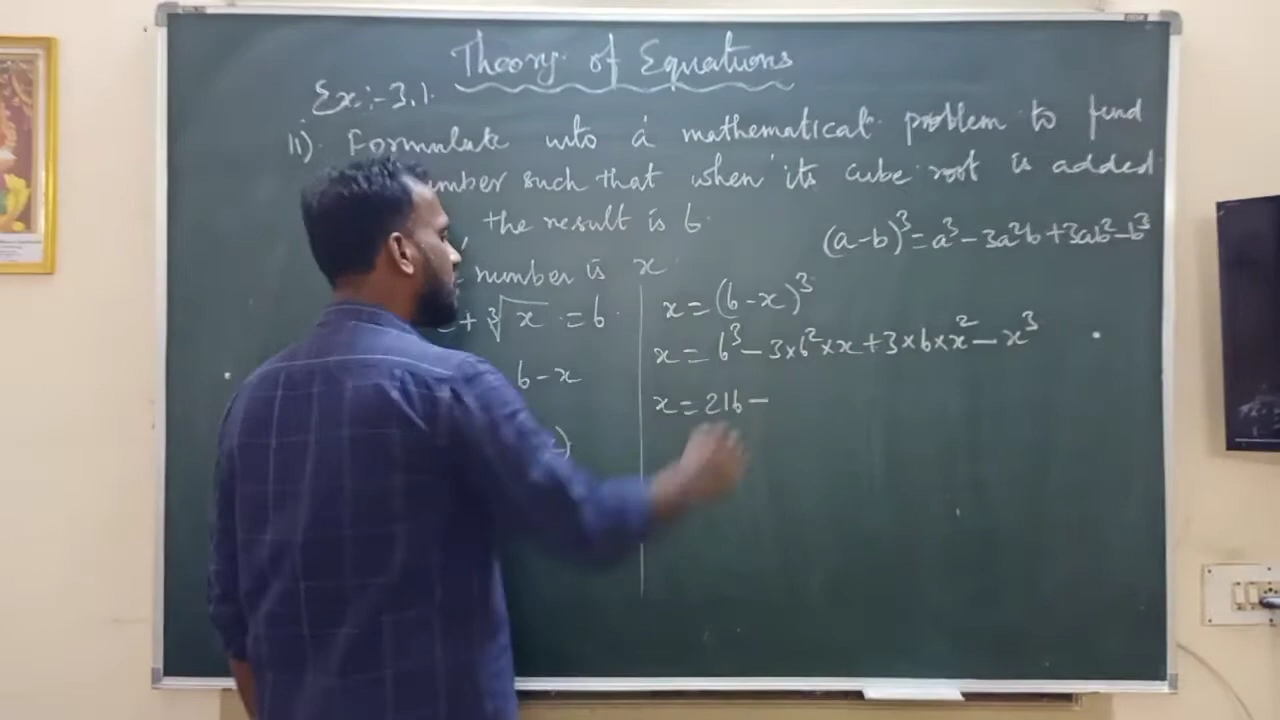 Theory of Equations
Ex:-3.1.
11). Formulate into a mathematical problem to find
umber such that when its cube root is added
the result is 6.
(a-b)³=a³-3a²b+3ab²-b³
number is x
+ ∛x = 6.
6-x
x=(6-x)³
x = 6³-3×6²×x+3×6×x²-x³
x=216-